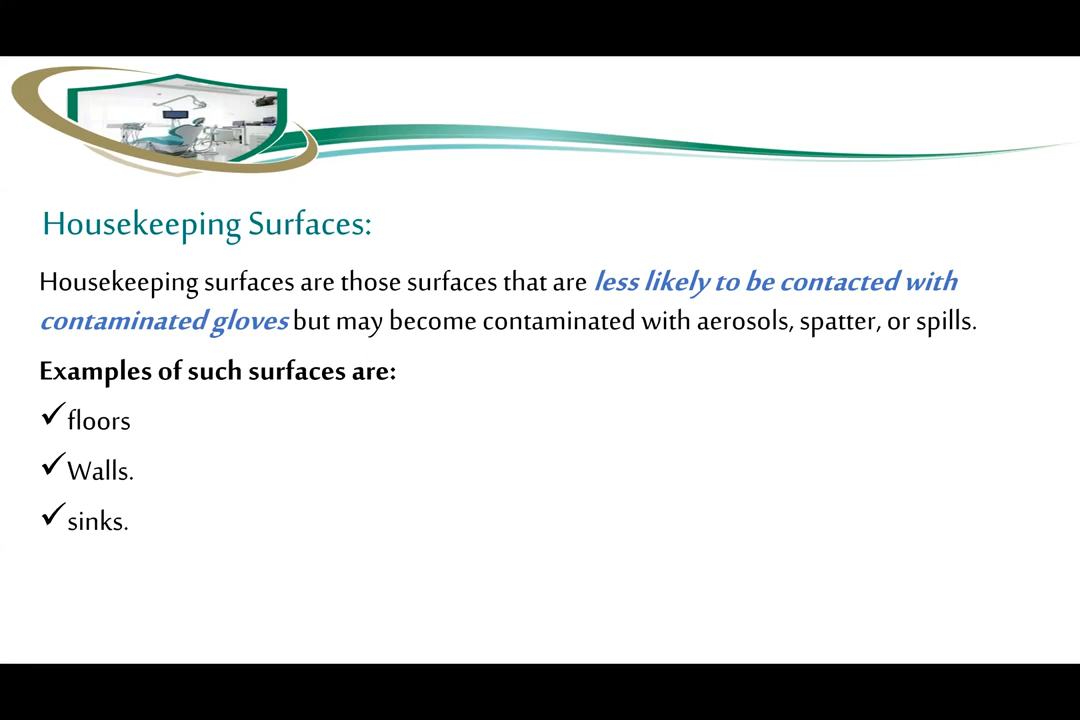 Housekeeping Surfaces:
Housekeeping surfaces are those surfaces that are less likely to be contacted with
contaminated gloves but may become contaminated with aerosols, spatter, or spills.
Examples of such surfaces are:
✓floors
✓Walls.
✓sinks.